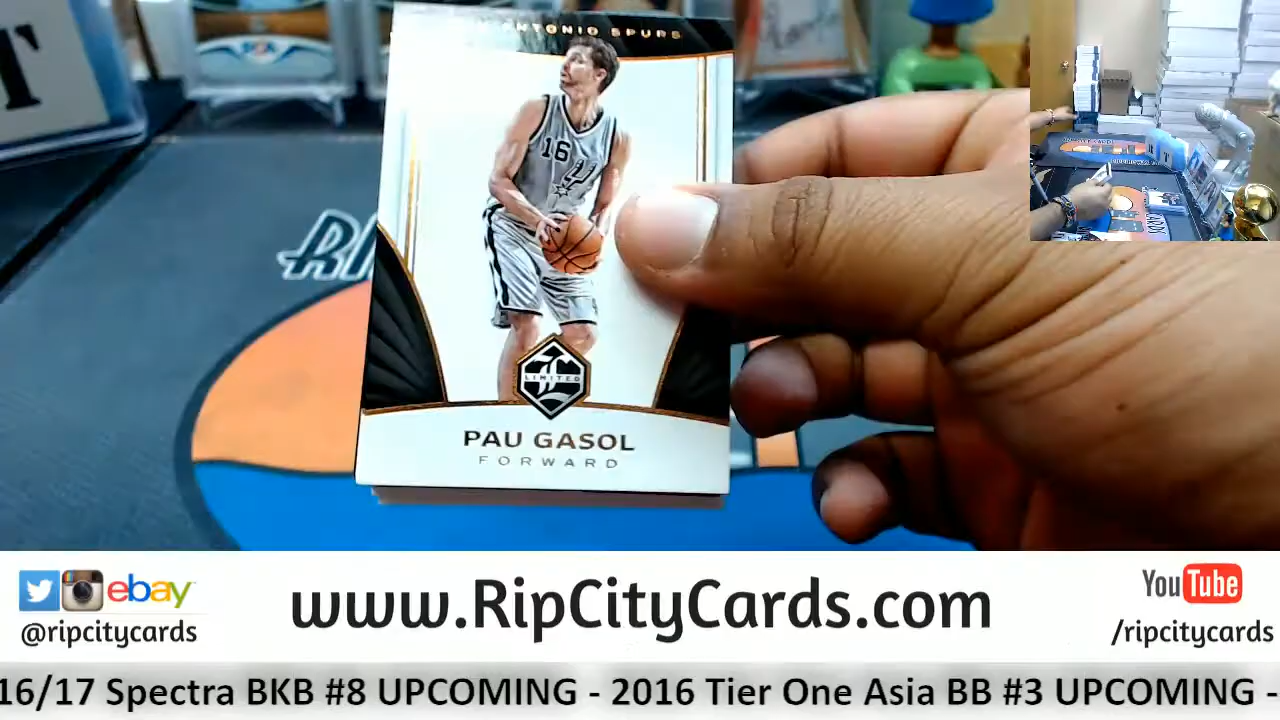 ANTONIO SPURS
16
LIMITED
PAU GASOL
FORWARD
ebay
www.RipCityCards.com
YouTube
@ripcitycards
/ripcitycards
16/17 Spectra BKB #8 UPCOMING - 2016 Tier One Asia BB #3 UPCOMING -